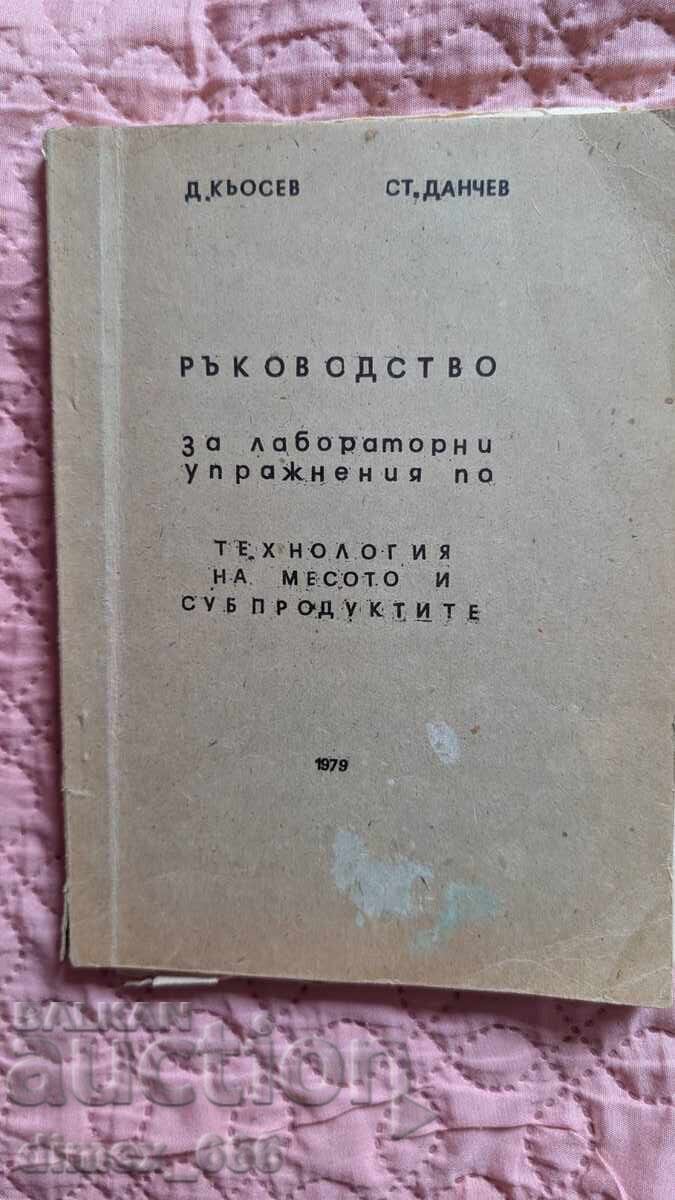 Д. КЬОСЕВ СТ. ДАНЧЕВ
РЪКОВОДСТВО
за лабораторни
упражнения по
ТЕХНОЛОГИЯ
НА МЕСОТО И
СУБПРОДУКТИТЕ
1979
BALKAN
auction
dimex_666